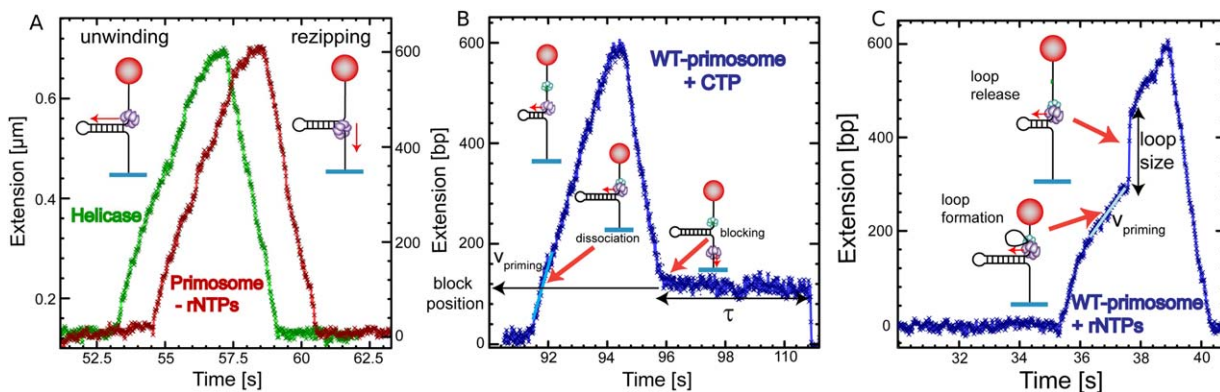 A
unwinding
rezipping
Helicase
Primosome
- rNTPs
Extension [μm]
0.6
0.4
0.2
600
400
200
0
52.5
55
57.5
60
62.5
Time [s]
B
WT-primosome
+ CTP
dissociation
blocking
Vpriming
block
position
τ
Extension [bp]
600
400
200
0
92
94
96
98
110
Time [s]
C
loop
release
loop
size
loop
formation
Vpriming
WT-primosome
+ rNTPs
Extension [bp]
600
400
200
0
30
32
34
36
38
40
Time [s]